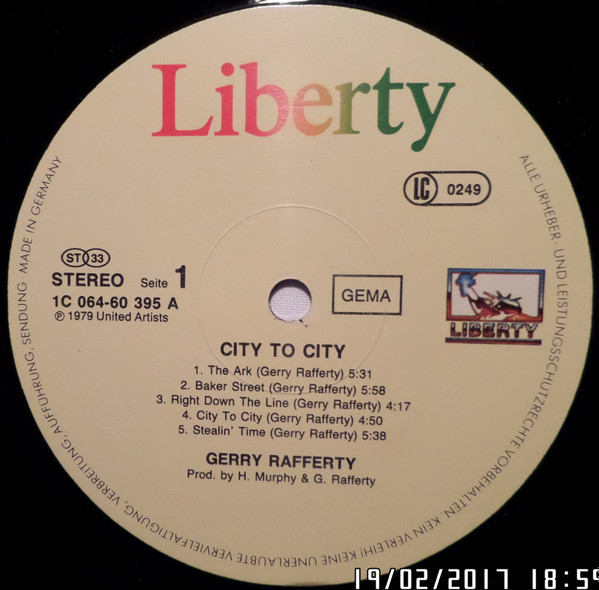 Liberty
LC 0249
ST 33
STEREO Seite 1
1C 064-60 395 A
℗ 1979 United Artists
GEMA
LIBERTY
CITY TO CITY
1. The Ark (Gerry Rafferty) 5:31
2. Baker Street (Gerry Rafferty) 5:58
3. Right Down The Line (Gerry Rafferty) 4:17
4. City To City (Gerry Rafferty) 4:50
5. Stealin' Time (Gerry Rafferty) 5:38
GERRY RAFFERTY
Prod. by H. Murphy & G. Rafferty
ALLE URHEBER- UND LEISTUNGSSCHUTZRECHTE VORBEHALTEN. KEIN VERLEIH! KEINE UNERLAUBTE VERVIELFÄLTIGUNG, VERBREITUNG, AUFFÜHRUNG, SENDUNG · MADE IN GERMANY
19/02/2017 18:59